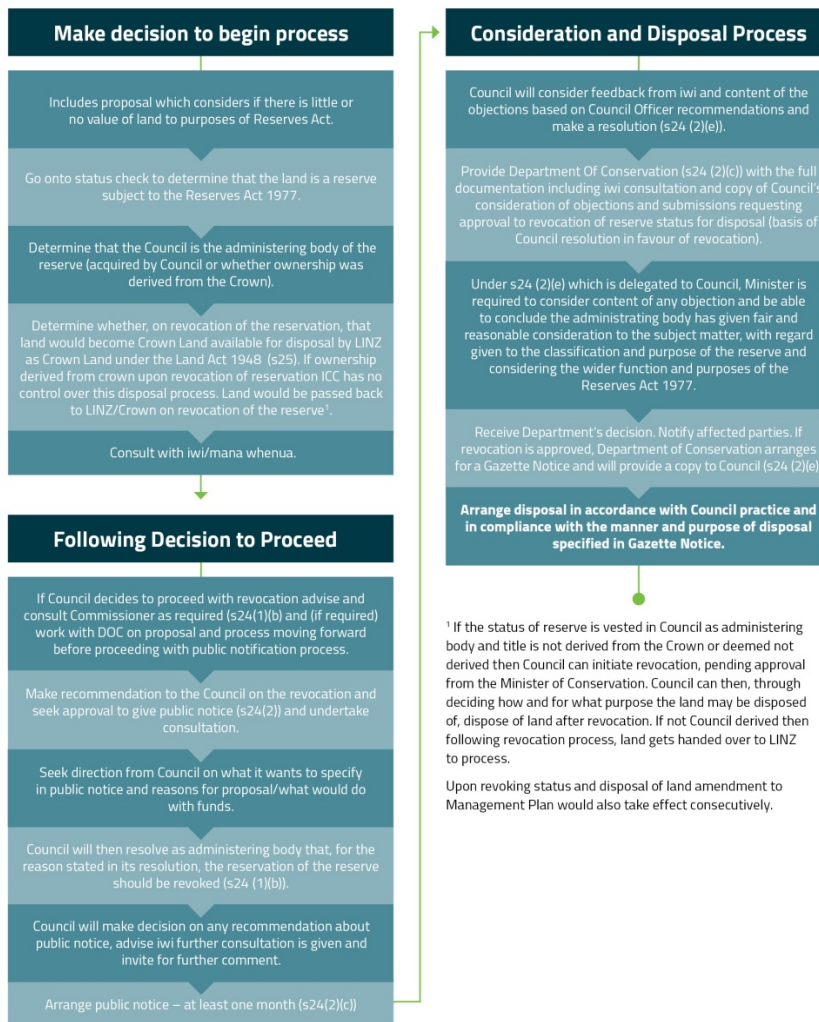 Make decision to begin process
Includes proposal which considers if there is little or
no value of land to purposes of Reserves Act.
Go onto status check to determine that the land is a reserve
subject to the Reserves Act 1977.
Determine that the Council is the administering body of the
reserve (acquired by Council or whether ownership was
derived from the Crown).
Determine whether, on revocation of the reservation, that
land would become Crown Land available for disposal by LINZ
as Crown Land under the Land Act 1948  (s25). If ownership
derived from crown upon revocation of reservation ICC has no
control over this disposal process. Land would be passed back
to LINZ/Crown on revocation of the reserve¹.
Consult with iwi/mana whenua.
Following Decision to Proceed
If Council decides to proceed with revocation advise and
consult Commissioner as required (s24(1)(b) and (if required)
work with DOC on proposal and process moving forward
before proceeding with public notification process.
Make recommendation to the Council on the revocation and
seek approval to give public notice (s24(2)) and undertake
consultation.
Seek direction from Council on what it wants to specify
in public notice and reasons for proposal/what would do
with funds.
Council will then resolve as administering body that, for the
reason stated in its resolution, the reservation of the reserve
should be revoked (s24 (1)(b)).
Council will make decision on any recommendation about
public notice, advise iwi further consultation is given and
invite for further comment.
Arrange public notice – at least one month (s24(2)(c))
Consideration and Disposal Process
Council will consider feedback from iwi and content of the
objections based on Council Officer recommendations and
make a resolution (s24 (2)(e)).
Provide Department Of Conservation (s24 (2)(c)) with the full
documentation including iwi consultation and copy of Council's
consideration of objections and submissions requesting
approval to revocation of reserve status for disposal (basis of
Council resolution in favour of revocation).
Under s24 (2)(e) which is delegated to Council, Minister is
required to consider content of any objection and be able
to conclude the administrating body has given fair and
reasonable consideration to the subject matter, with regard
given to the classification and purpose of the reserve and
considering the wider function and purposes of the
Reserves Act 1977.
Receive Department's decision. Notify affected parties. If
revocation is approved, Department of Conservation arranges
for a Gazette Notice and will provide a copy to Council (s24 (2)(e)
Arrange disposal in accordance with Council practice and
in compliance with the manner and purpose of disposal
specified in Gazette Notice.
¹ If the status of reserve is vested in Council as administering
body and title is not derived from the Crown or deemed not
derived then Council can initiate revocation, pending approval
from the Minister of Conservation. Council can then, through
deciding how and for what purpose the land may be disposed
of, dispose of land after revocation. If not Council derived then
following revocation process, land gets handed over to LINZ
to process.
Upon revoking status and disposal of land amendment to
Management Plan would also take effect consecutively.